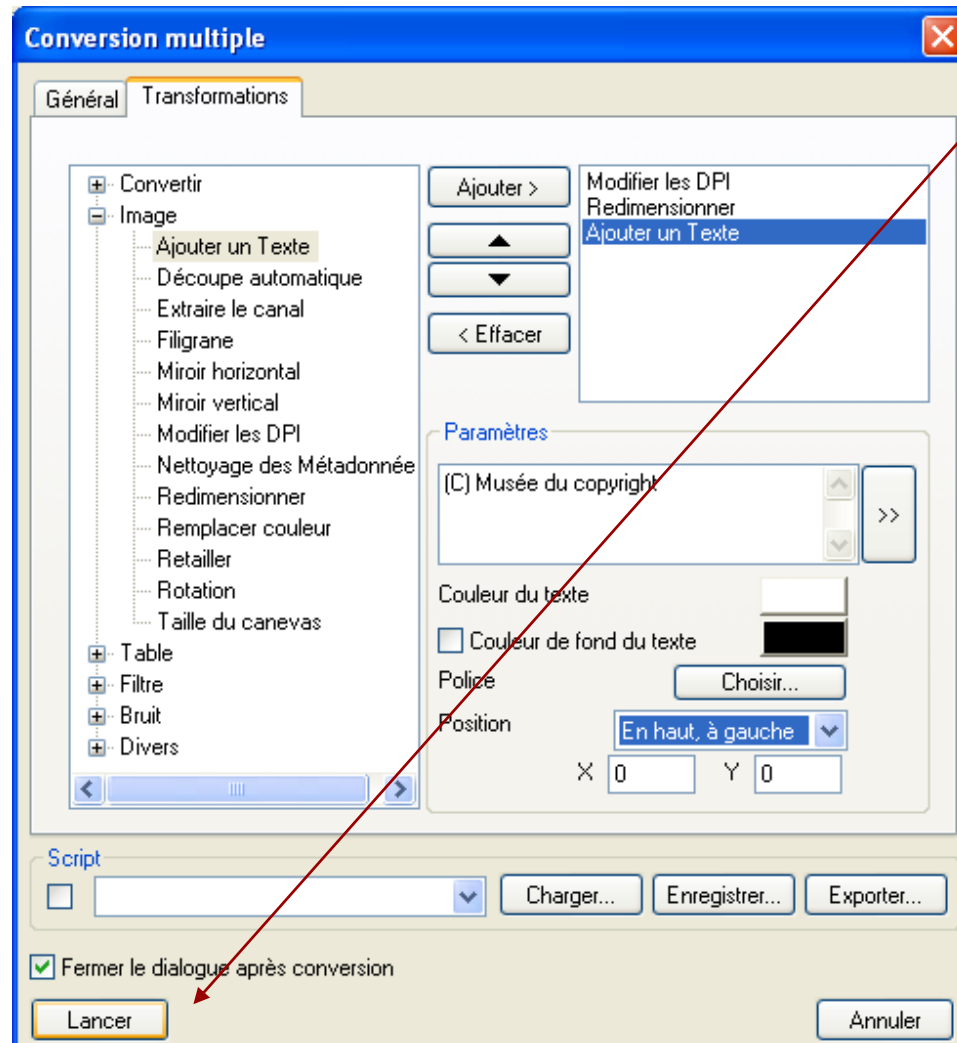 Conversion multiple
Général Transformations
Convertir
Image
Ajouter un Texte
Découpe automatique
Extraire le canal
Filigrane
Miroir horizontal
Miroir vertical
Modifier les DPI
Nettoyage des Métadonnée
Redimensionner
Remplacer couleur
Retailler
Rotation
Taille du canevas
Table
Filtre
Bruit
Divers
Ajouter >
< Effacer
Modifier les DPI
Redimensionner
Ajouter un Texte
Paramètres
(C) Musée du copyright
>>
Couleur du texte
Couleur de fond du texte
Police Choisir...
Position En haut, à gauche
X 0 Y 0
Script
Charger... Enregistrer... Exporter...
Fermer le dialogue après conversion
Lancer Annuler